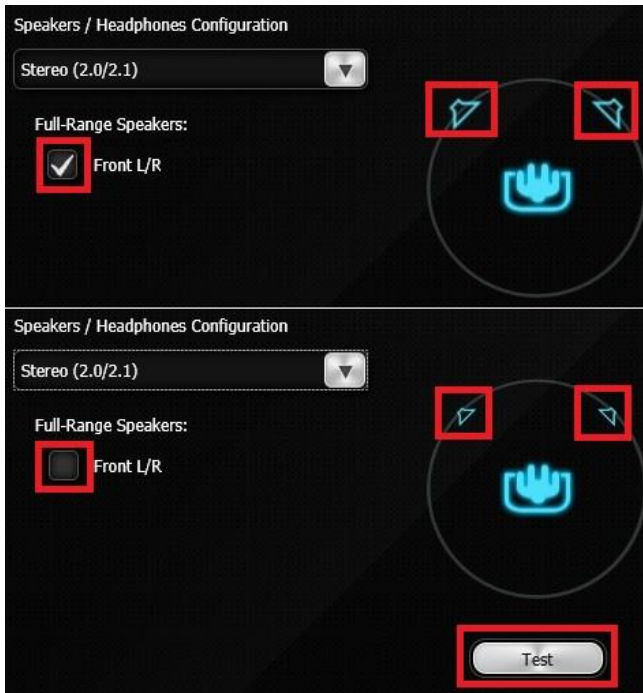 Speakers / Headphones Configuration
Stereo (2.0/2.1)
Full-Range Speakers:
Front L/R
Speakers / Headphones Configuration
Stereo (2.0/2.1)
Full-Range Speakers:
Front L/R
Test